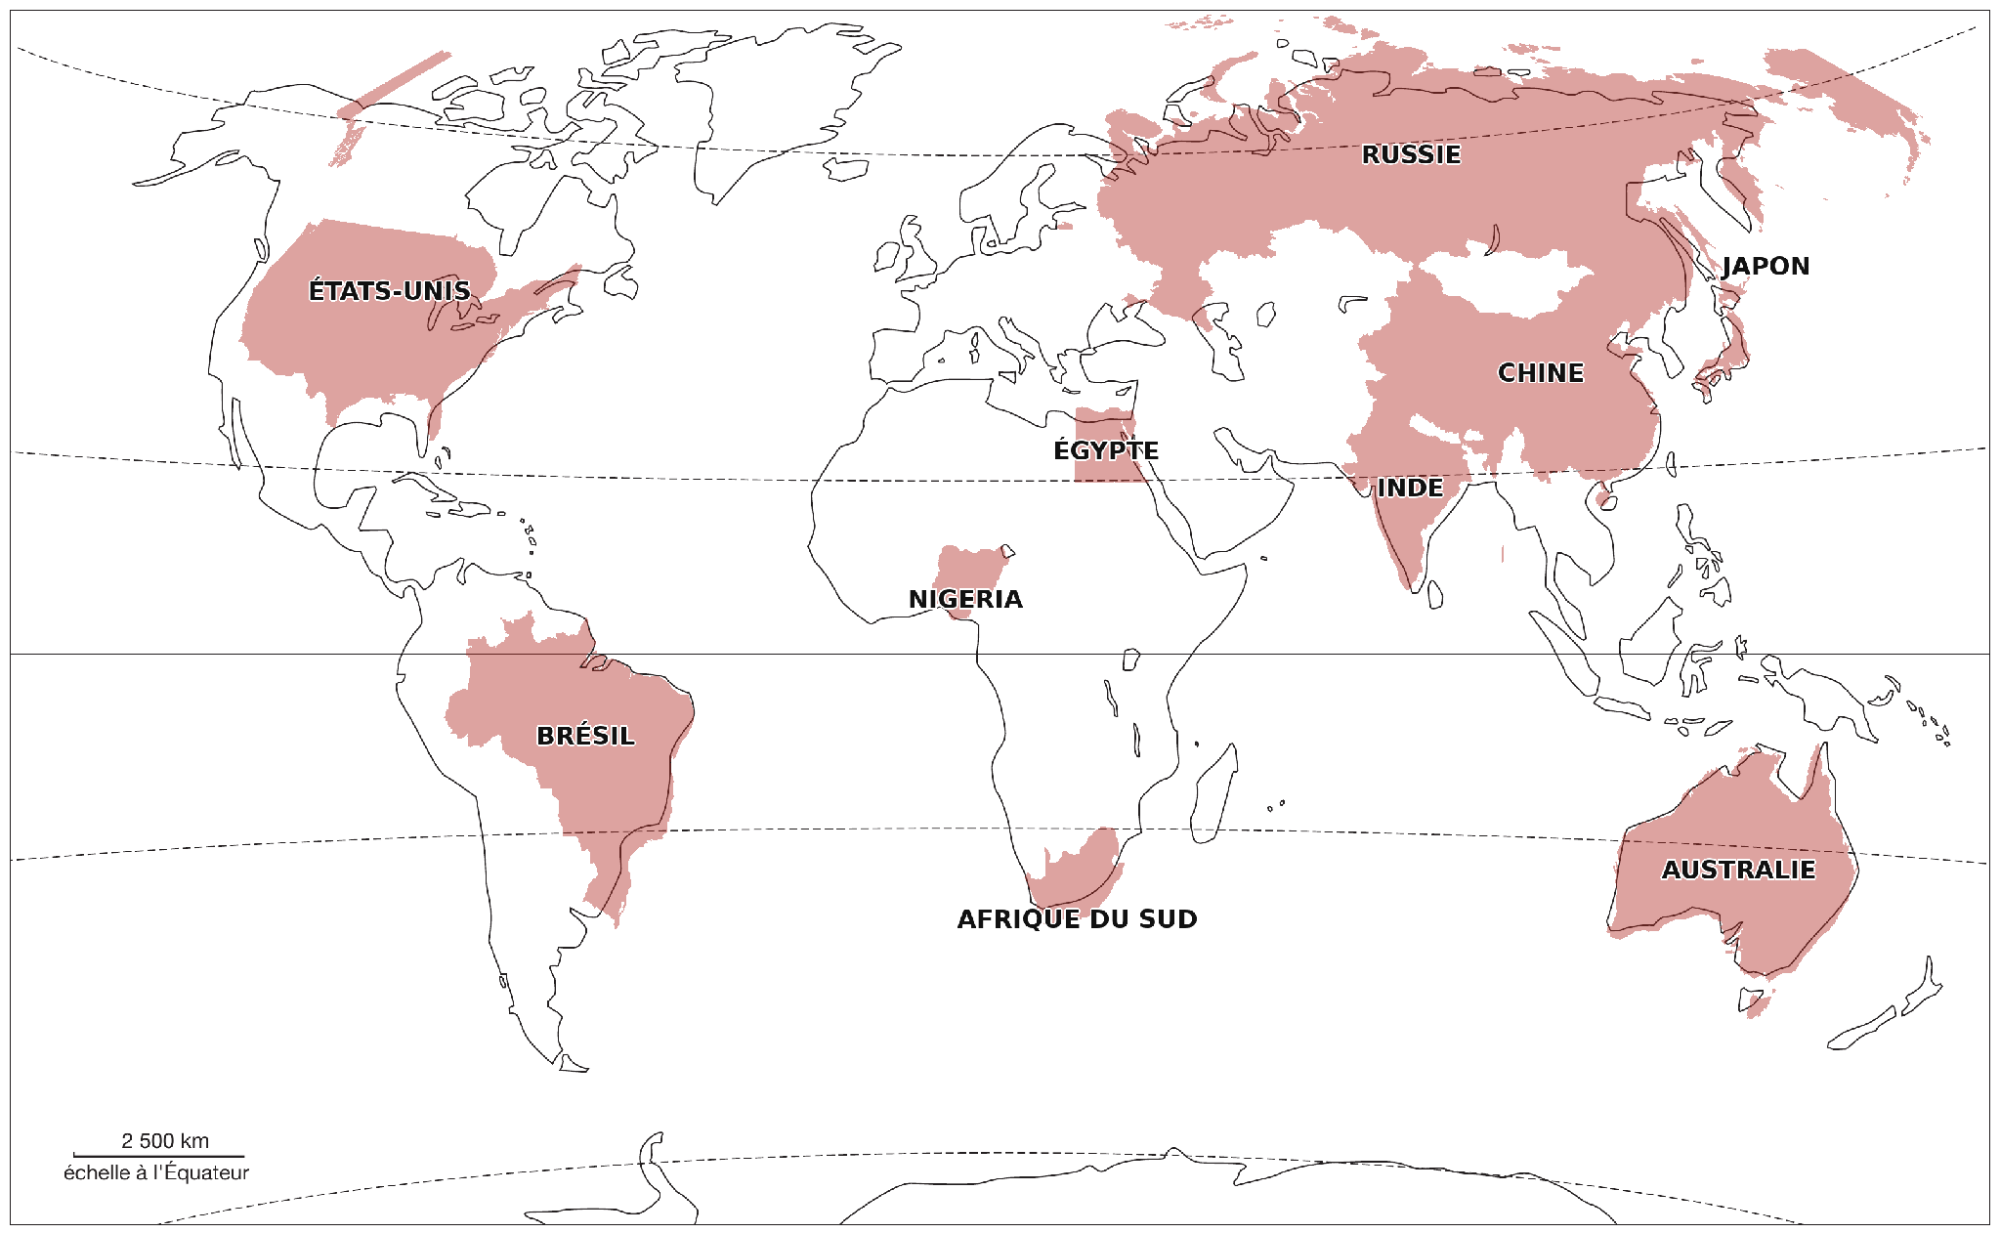 RUSSIE
JAPON
ÉTATS-UNIS
CHINE
ÉGYPTE
INDE
NIGERIA
BRÉSIL
AUSTRALIE
AFRIQUE DU SUD
2 500 km
échelle à l'Équateur